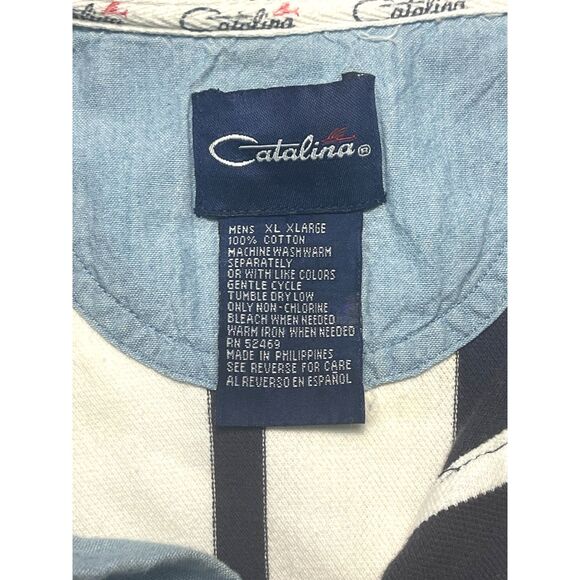 Catalina
Catalina
Catalina®
MENS XL XLARGE
100% COTTON
MACHINE WASH WARM
SEPARATELY
OR WITH LIKE COLORS
GENTLE CYCLE
TUMBLE DRY LOW
ONLY NON-CHLORINE
BLEACH WHEN NEEDED
WARM IRON WHEN NEEDED
RN 52469
MADE IN PHILIPPINES
SEE REVERSE FOR CARE
AL REVERSO EN ESPAÑOL